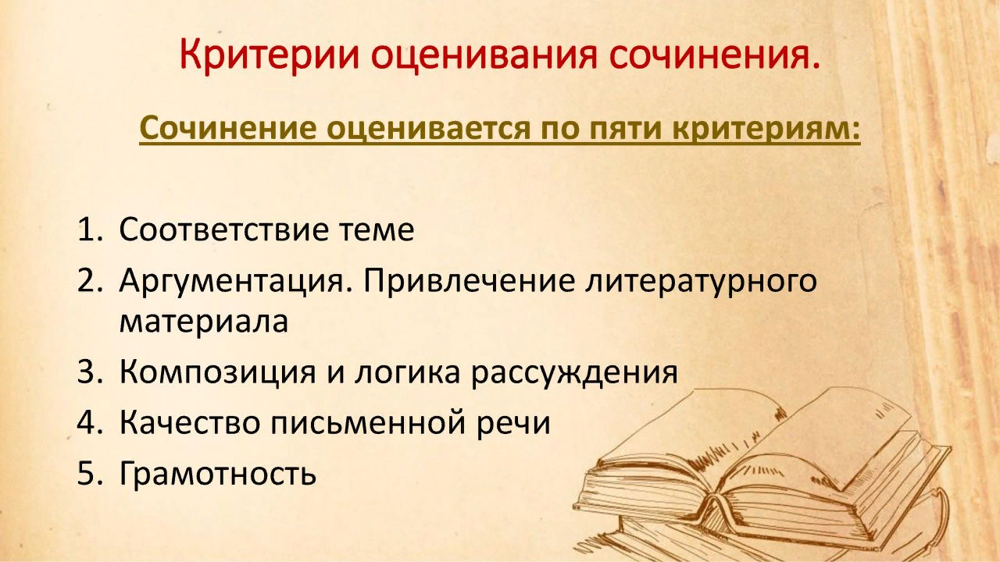 Критерии оценивания сочинения.
Сочинение оценивается по пяти критериям:
1. Соответствие теме
2. Аргументация. Привлечение литературного
материала
3. Композиция и логика рассуждения
4. Качество письменной речи
5. Грамотность